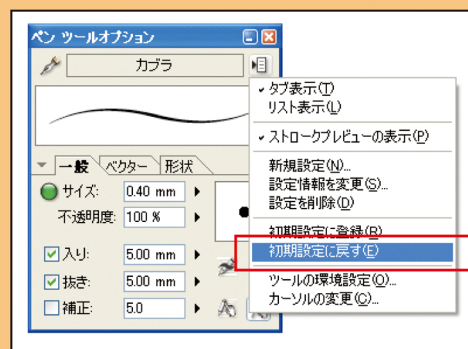 ペン ツールオプション
カブラ
タブ表示(T)
リスト表示(L)
ストロークプレビューの表示(P)
新規設定(N)...
設定情報を変更(S)...
設定を削除(D)
初期設定に登録(R)
初期設定に戻す(E)
ツールの環境設定(O)...
カーソルの変更(C)...
一般 ベクター 形状
サイズ: 0.40 mm
不透明度: 100 %
入り: 5.00 mm
抜き: 5.00 mm
補正: 5.0